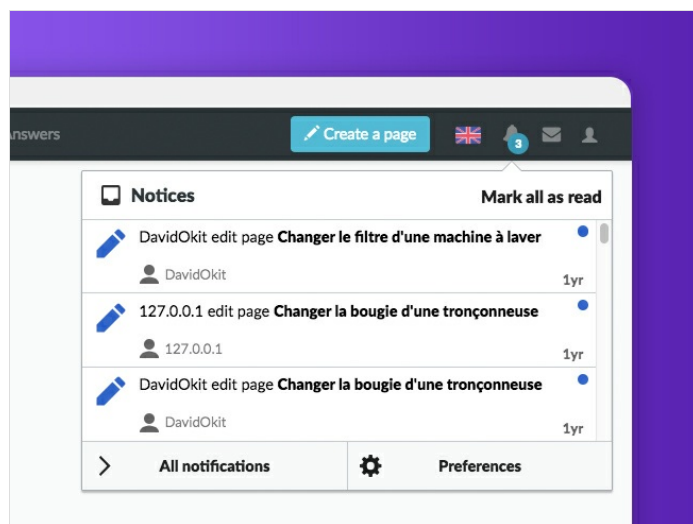 Answers
Create a page
3
Notices
Mark all as read
DavidOkit edit page Changer le filtre d'une machine à laver
DavidOkit
1yr
127.0.0.1 edit page Changer la bougie d'une tronçonneuse
127.0.0.1
1yr
DavidOkit edit page Changer la bougie d'une tronçonneuse
DavidOkit
1yr
All notifications
Preferences